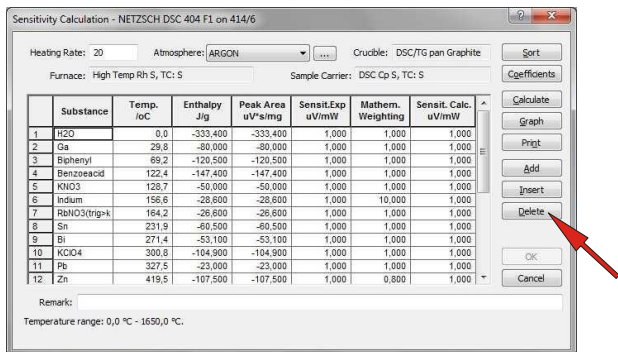 Sensitivity Calculation - NETZSCH DSC 404 F1 on 414/6
Heating Rate: 20 Atmosphere: ARGON ... Crucible: DSC/TG pan Graphite Sort
Furnace: High Temp Rh S, TC: S Sample Carrier: DSC Cp S, TC: S Coefficients
Substance Temp. /oC Enthalpy J/g Peak Area uV*s/mg Sensit.Exp uV/mW Mathem. Weighting Sensit. Calc. uV/mW
1 H2O 0,0 -333,400 -333,400 1,000 1,000 1,000
2 Ga 29,8 -80,000 -80,000 1,000 1,000 1,000
3 Biphenyl 69,2 -120,500 -120,500 1,000 1,000 1,000
4 Benzoeacid 122,4 -147,400 -147,400 1,000 1,000 1,000
5 KNO3 128,7 -50,000 -50,000 1,000 1,000 1,000
6 Indium 156,6 -28,600 -28,600 1,000 10,000 1,000
7 RbNO3(trig>k 164,2 -26,600 -26,600 1,000 1,000 1,000
8 Sn 231,9 -60,500 -60,500 1,000 1,000 1,000
9 Bi 271,4 -53,100 -53,100 1,000 1,000 1,000
10 KClO4 300,8 -104,900 -104,900 1,000 1,000 1,000
11 Pb 327,5 -23,000 -23,000 1,000 1,000 1,000
12 Zn 419,5 -107,500 -107,500 1,000 0,800 1,000
Calculate
Graph
Print
Add
Insert
Delete
OK
Cancel
Remark:
Temperature range: 0,0 ºC - 1650,0 ºC.